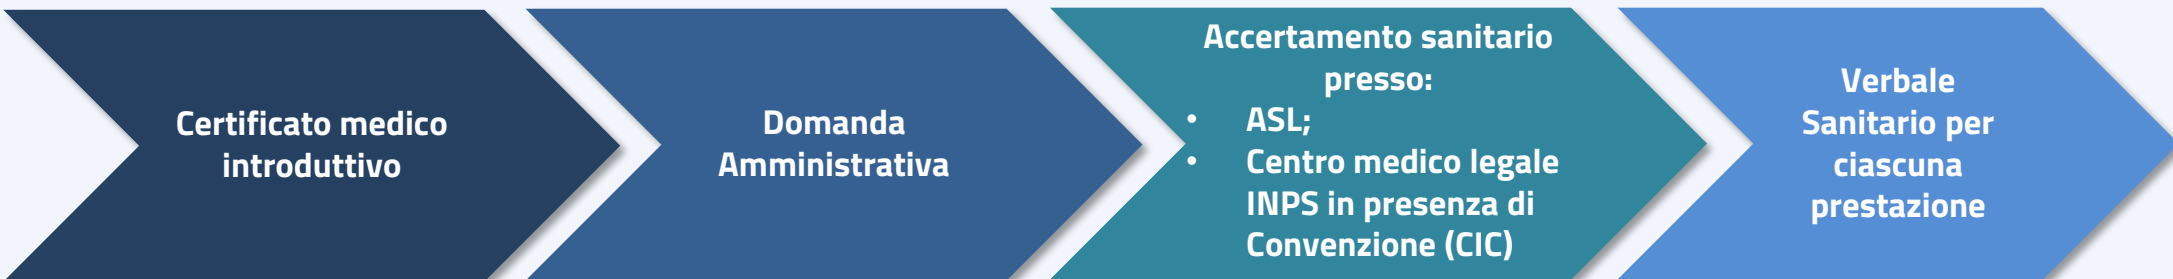 Certificato medico
introduttivo
Domanda
Amministrativa
Accertamento sanitario
presso:
• ASL;
• Centro medico legale
INPS in presenza di
Convenzione (CIC)
Verbale
Sanitario per
ciascuna
prestazione